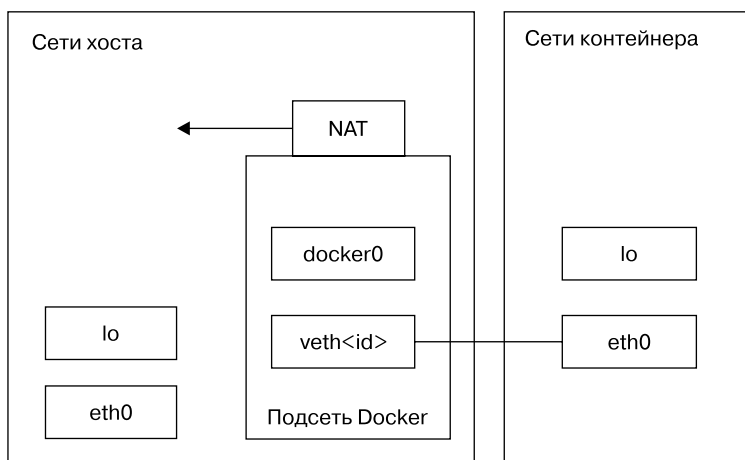 Сети хоста
Сети контейнера
NAT
docker0
lo
lo
veth<id>
eth0
eth0
Подсеть Docker